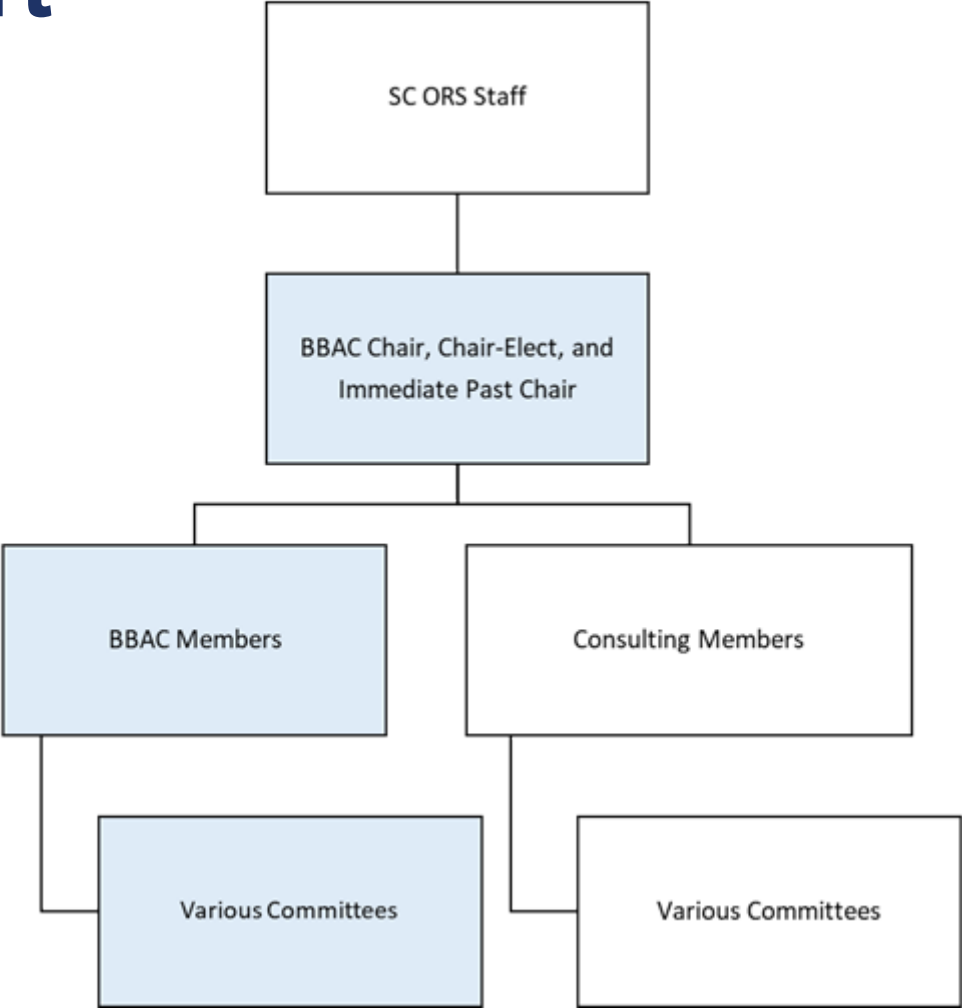 SC ORS Staff
BBAC Chair, Chair-Elect, and
Immediate Past Chair
BBAC Members
Consulting Members
Various Committees
Various Committees